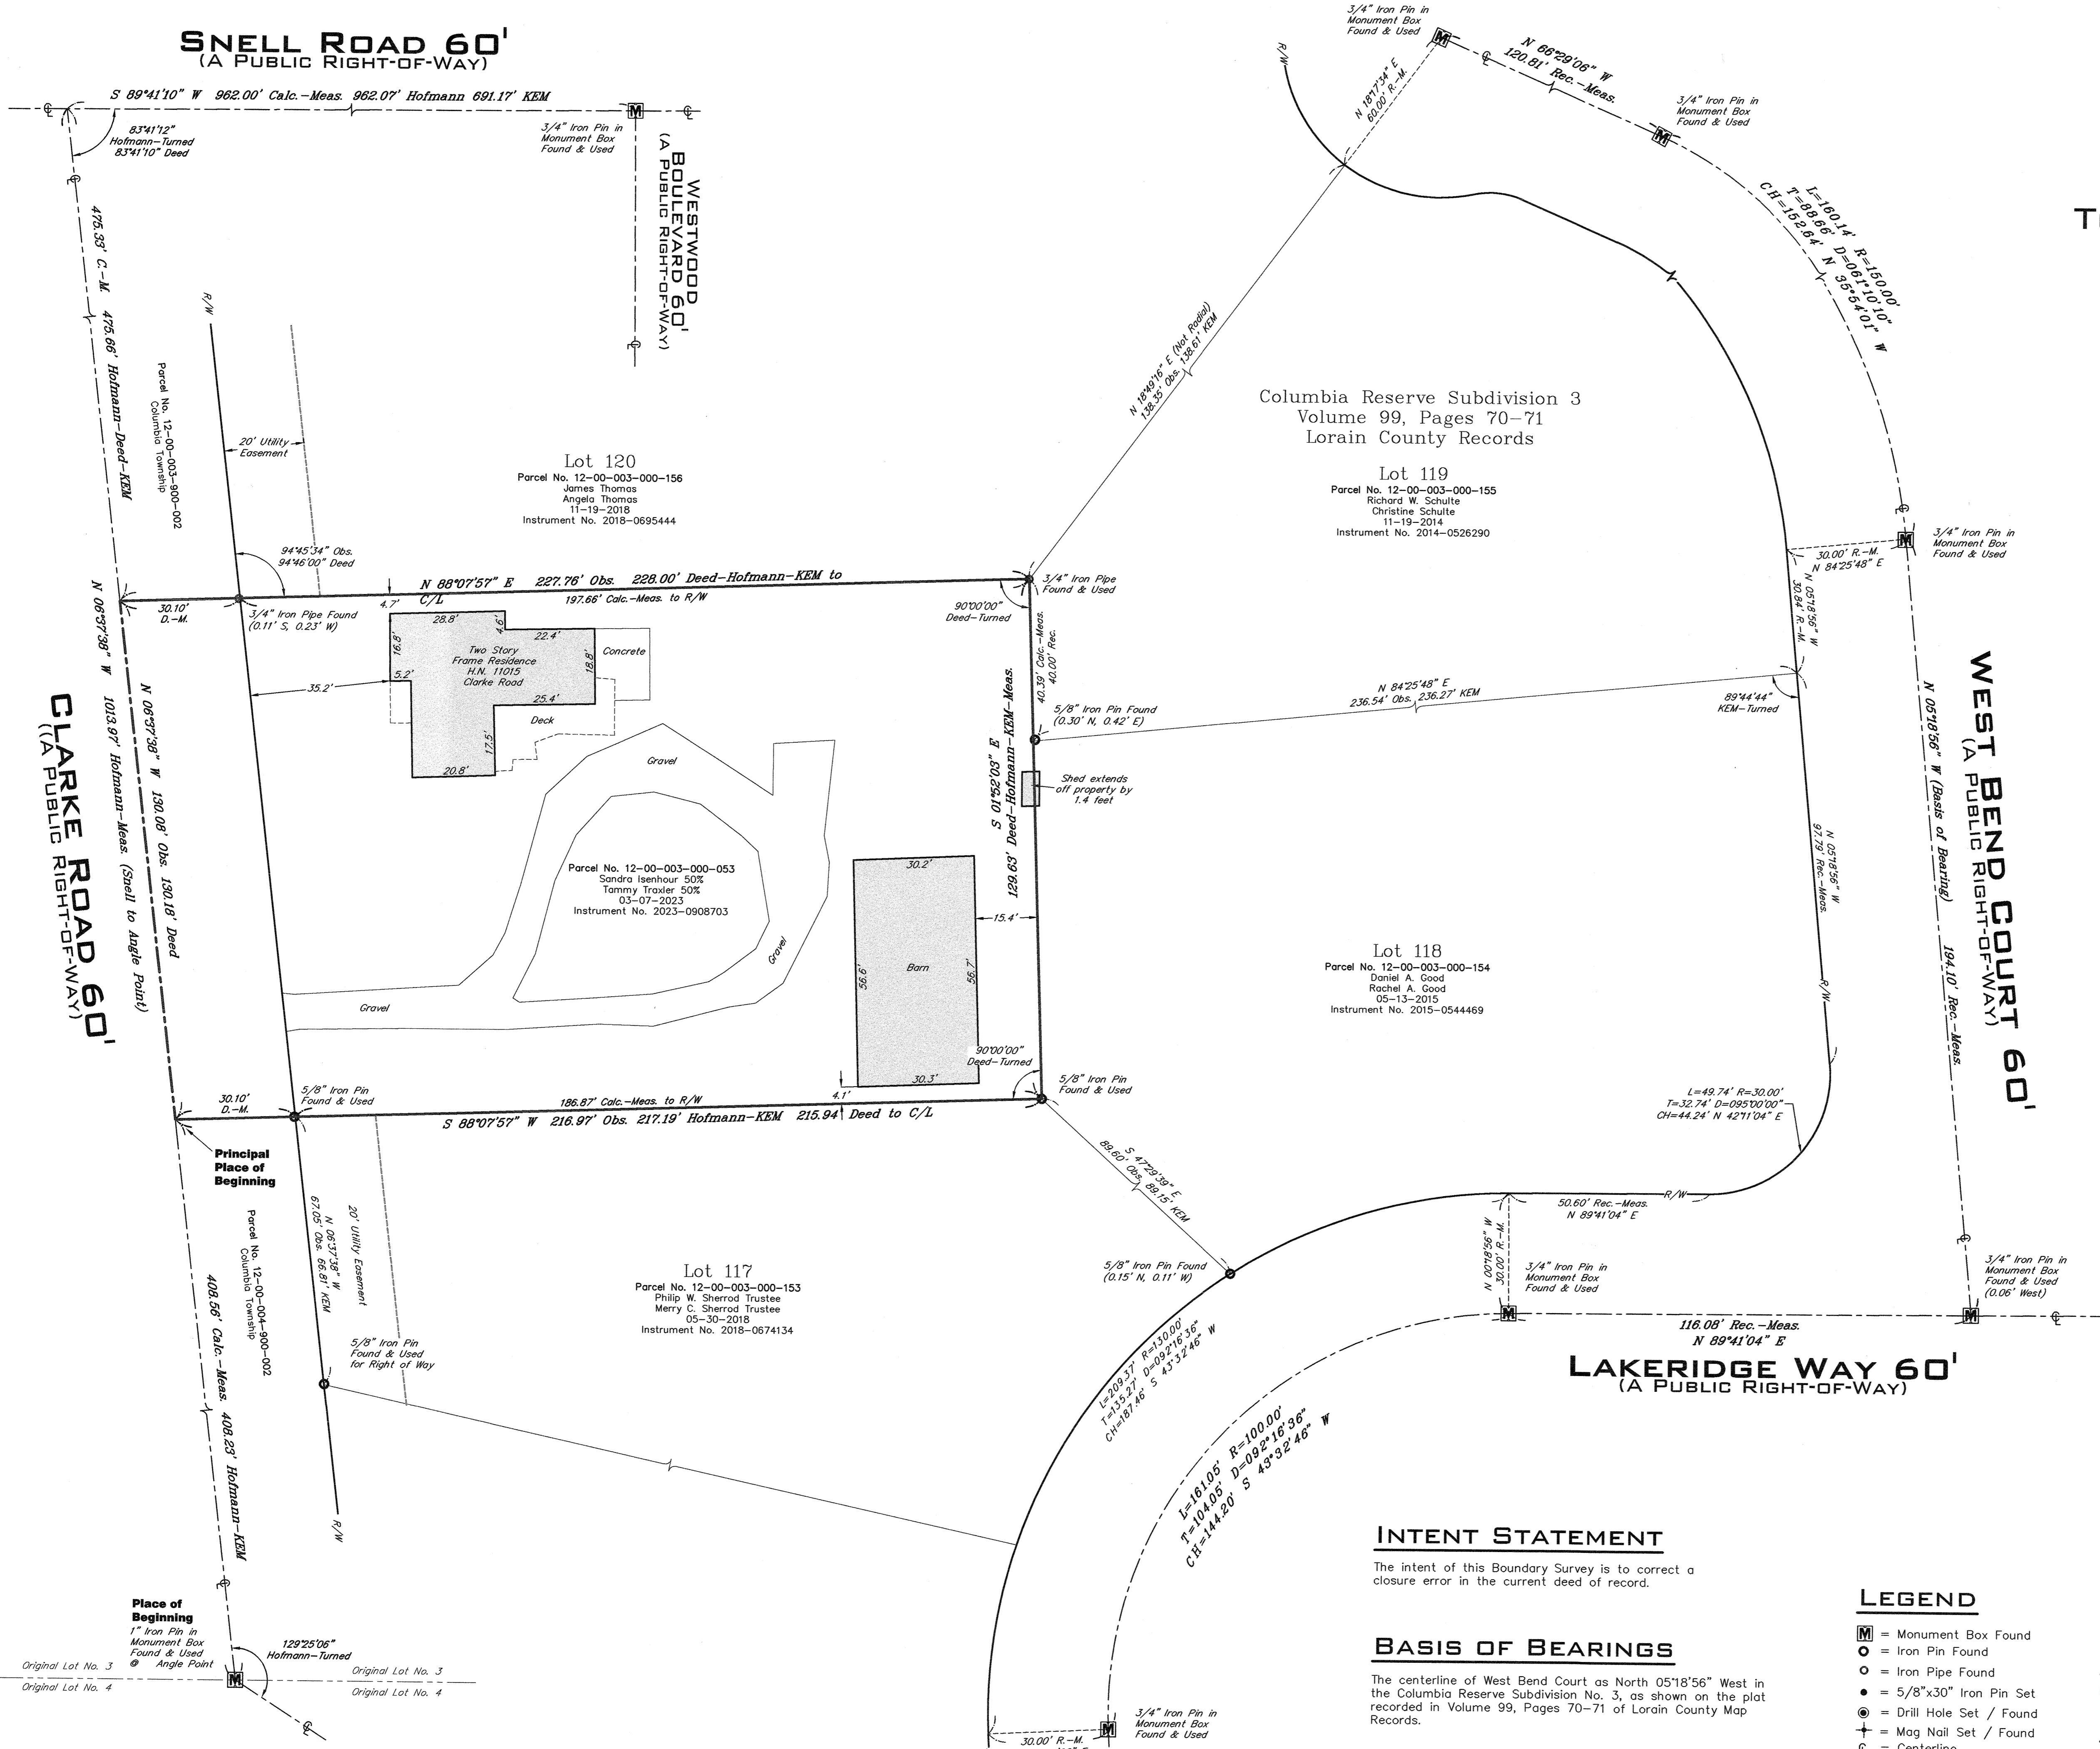 SNELL ROAD 60'
(A PUBLIC RIGHT-OF-WAY)
S 89°41'10" W 962.00' Calc.-Meas. 962.07' Hofmann 691.17' KEM
83°41'12"
Hofmann-Turned
83°41'10" Deed
3/4" Iron Pin in
Monument Box
Found & Used
WESTWOOD
BOULEVARD 60'
(A PUBLIC RIGHT-OF-WAY)
3/4" Iron Pin in
Monument Box
Found & Used
R/W
N 18°17'34" E
60.00' R.-M.
N 66°29'06" W
120.81' Rec.-Meas.
3/4" Iron Pin in
Monument Box
Found & Used
L=160.14' R=150.00'
T=88.66' D=061°10'10"
CH=152.64' N 35°54'01" W
475.33' C.-M. 475.66' Hofmann-Deed-KEM
R/W
Parcel No. 12-00-003-900-002
Columbia Township
20' Utility
Easement
Lot 120
Parcel No. 12-00-003-000-156
James Thomas
Angela Thomas
11-19-2018
Instrument No. 2018-0695444
N 18°49'16" E (Not Radial)
138.35' Obs. 138.61' KEM
Columbia Reserve Subdivision 3
Volume 99, Pages 70-71
Lorain County Records
Lot 119
Parcel No. 12-00-003-000-155
Richard W. Schulte
Christine Schulte
11-19-2014
Instrument No. 2014-0526290
3/4" Iron Pin in
Monument Box
Found & Used
30.00' R.-M.
N 84°25'48" E
N 05°18'56" W
30.84' R.-M.
94°45'34" Obs.
94°46'00" Deed
N 88°07'57" E 227.76' Obs. 228.00' Deed-Hofmann-KEM to
C/L
197.66' Calc.-Meas. to R/W
30.10'
D.-M.
3/4" Iron Pipe Found
(0.11' S, 0.23' W)
4.7'
3/4" Iron Pipe
Found & Used
90°00'00"
Deed-Turned
40.39' Calc.-Meas.
40.00' Rec.
28.8'
4.6'
22.4'
16.8'
18.8'
5.2'
25.4'
17.5'
20.8'
Two Story
Frame Residence
H.N. 11015
Clarke Road
Concrete
Deck
35.2'
Gravel
5/8" Iron Pin Found
(0.30' N, 0.42' E)
N 84°25'48" E
236.54' Obs. 236.27' KEM
89°44'44"
KEM-Turned
Shed extends
off property by
1.4 feet
S 01°52'03" E
129.63' Deed-Hofmann-KEM-Meas.
CLARKE ROAD 60'
((A PUBLIC RIGHT-OF-WAY)
N 06°37'38" W 1013.97' Hofmann-Meas. (Snell to Angle Point)
N 06°37'38" W 130.08' Obs. 130.18' Deed
Parcel No. 12-00-003-000-053
Sandra Isenhour 50%
Tammy Traxler 50%
03-07-2023
Instrument No. 2023-0908703
Gravel
Gravel
30.2'
56.6'
Barn
56.7'
30.3'
15.4'
4.1'
90°00'00"
Deed-Turned
5/8" Iron Pin
Found & Used
Lot 118
Parcel No. 12-00-003-000-154
Daniel A. Good
Rachel A. Good
05-13-2015
Instrument No. 2015-0544469
N 05°18'56" W
97.79' Rec.-Meas.
R/W
N 05°18'56" W (Basis of Bearing) 194.10' Rec.-Meas.
WEST BEND COURT 60'
(A PUBLIC RIGHT-OF-WAY)
L=49.74' R=30.00'
T=32.74' D=095°00'00"
CH=44.24' N 42°11'04" E
30.10'
D.-M.
5/8" Iron Pin
Found & Used
186.87' Calc.-Meas. to R/W
S 88°07'57" W 216.97' Obs. 217.19' Hofmann-KEM 215.94' Deed to C/L
Principal
Place of
Beginning
S 47°29'39" E
89.60' Obs. 89.15' KEM
5/8" Iron Pin Found
(0.15' N, 0.11' W)
50.60' Rec.-Meas.
N 89°41'04" E
R/W
N 00°18'56" W
30.00' R.-M.
3/4" Iron Pin in
Monument Box
Found & Used
3/4" Iron Pin in
Monument Box
Found & Used
(0.06' West)
116.08' Rec.-Meas.
N 89°41'04" E
LAKERIDGE WAY 60'
(A PUBLIC RIGHT-OF-WAY)
Parcel No. 12-00-004-900-002
Columbia Township
N 06°37'38" W
67.05' Obs. 66.81' KEM
20' Utility Easement
5/8" Iron Pin
Found & Used
for Right of Way
Lot 117
Parcel No. 12-00-003-000-153
Philip W. Sherrod Trustee
Merry C. Sherrod Trustee
05-30-2018
Instrument No. 2018-0674134
L=209.37' R=130.00'
T=135.27' D=092°16'36"
CH=187.46' S 43°32'46" W
L=161.05' R=100.00'
T=104.05' D=092°16'36"
CH=144.20' S 43°32'46" W
408.56' Calc.-Meas. 408.23' Hofmann-KEM
R/W
Place of
Beginning
1" Iron Pin in
Monument Box
Found & Used
@ Angle Point
129°25'06"
Hofmann-Turned
Original Lot No. 3
Original Lot No. 4
Original Lot No. 3
Original Lot No. 4
3/4" Iron Pin in
Monument Box
Found & Used
30.00' R.-M.
INTENT STATEMENT
The intent of this Boundary Survey is to correct a
closure error in the current deed of record.
BASIS OF BEARINGS
The centerline of West Bend Court as North 05°18'56" West in
the Columbia Reserve Subdivision No. 3, as shown on the plat
recorded in Volume 99, Pages 70-71 of Lorain County Map
Records.
LEGEND
M = Monument Box Found
= Iron Pin Found
= Iron Pipe Found
= 5/8"x30" Iron Pin Set
= Drill Hole Set / Found
= Mag Nail Set / Found
= Centerline